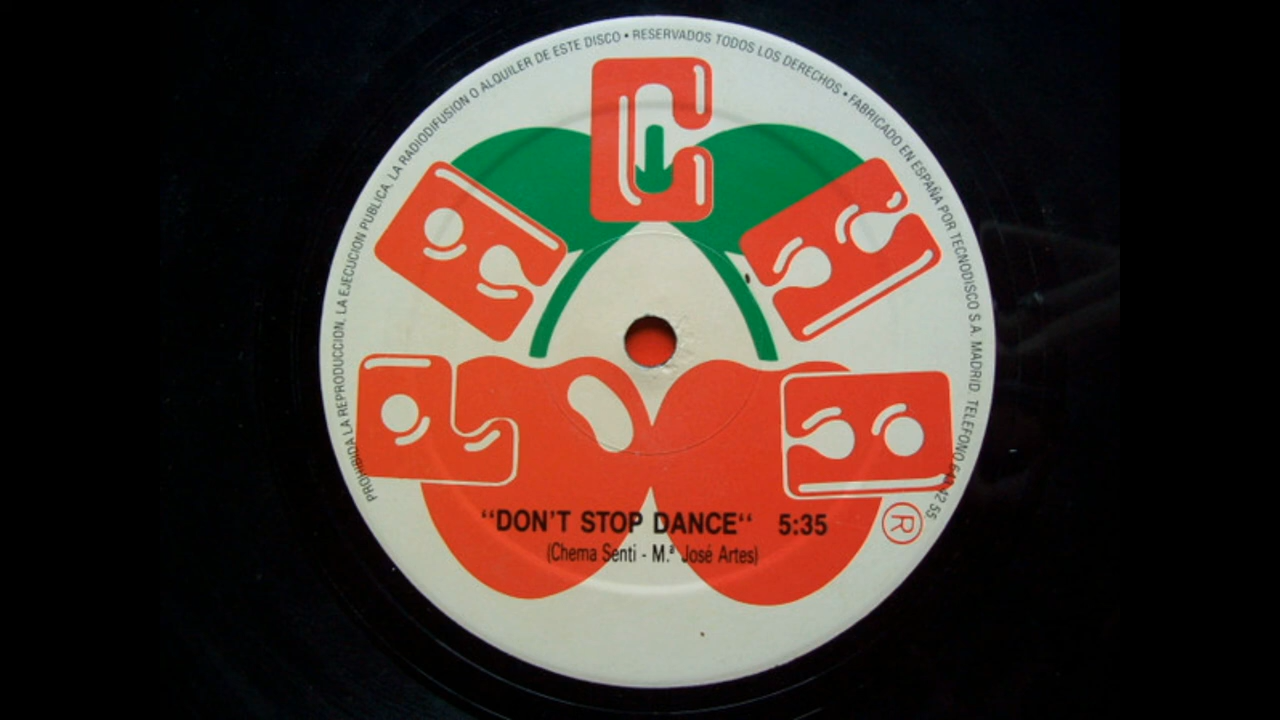 PROHIBIDA LA REPRODUCCION, LA EJECUCION PUBLICA, LA RADIODIFUSION O ALQUILER DE ESTE DISCO • RESERVADOS TODOS LOS DERECHOS • FABRICADO EN ESPAÑA POR TECNODISCO S.A. MADRID. TELEFONO
C
R
"DON'T STOP DANCE" 5:35
(Chema Senti - M.ª José Artes)